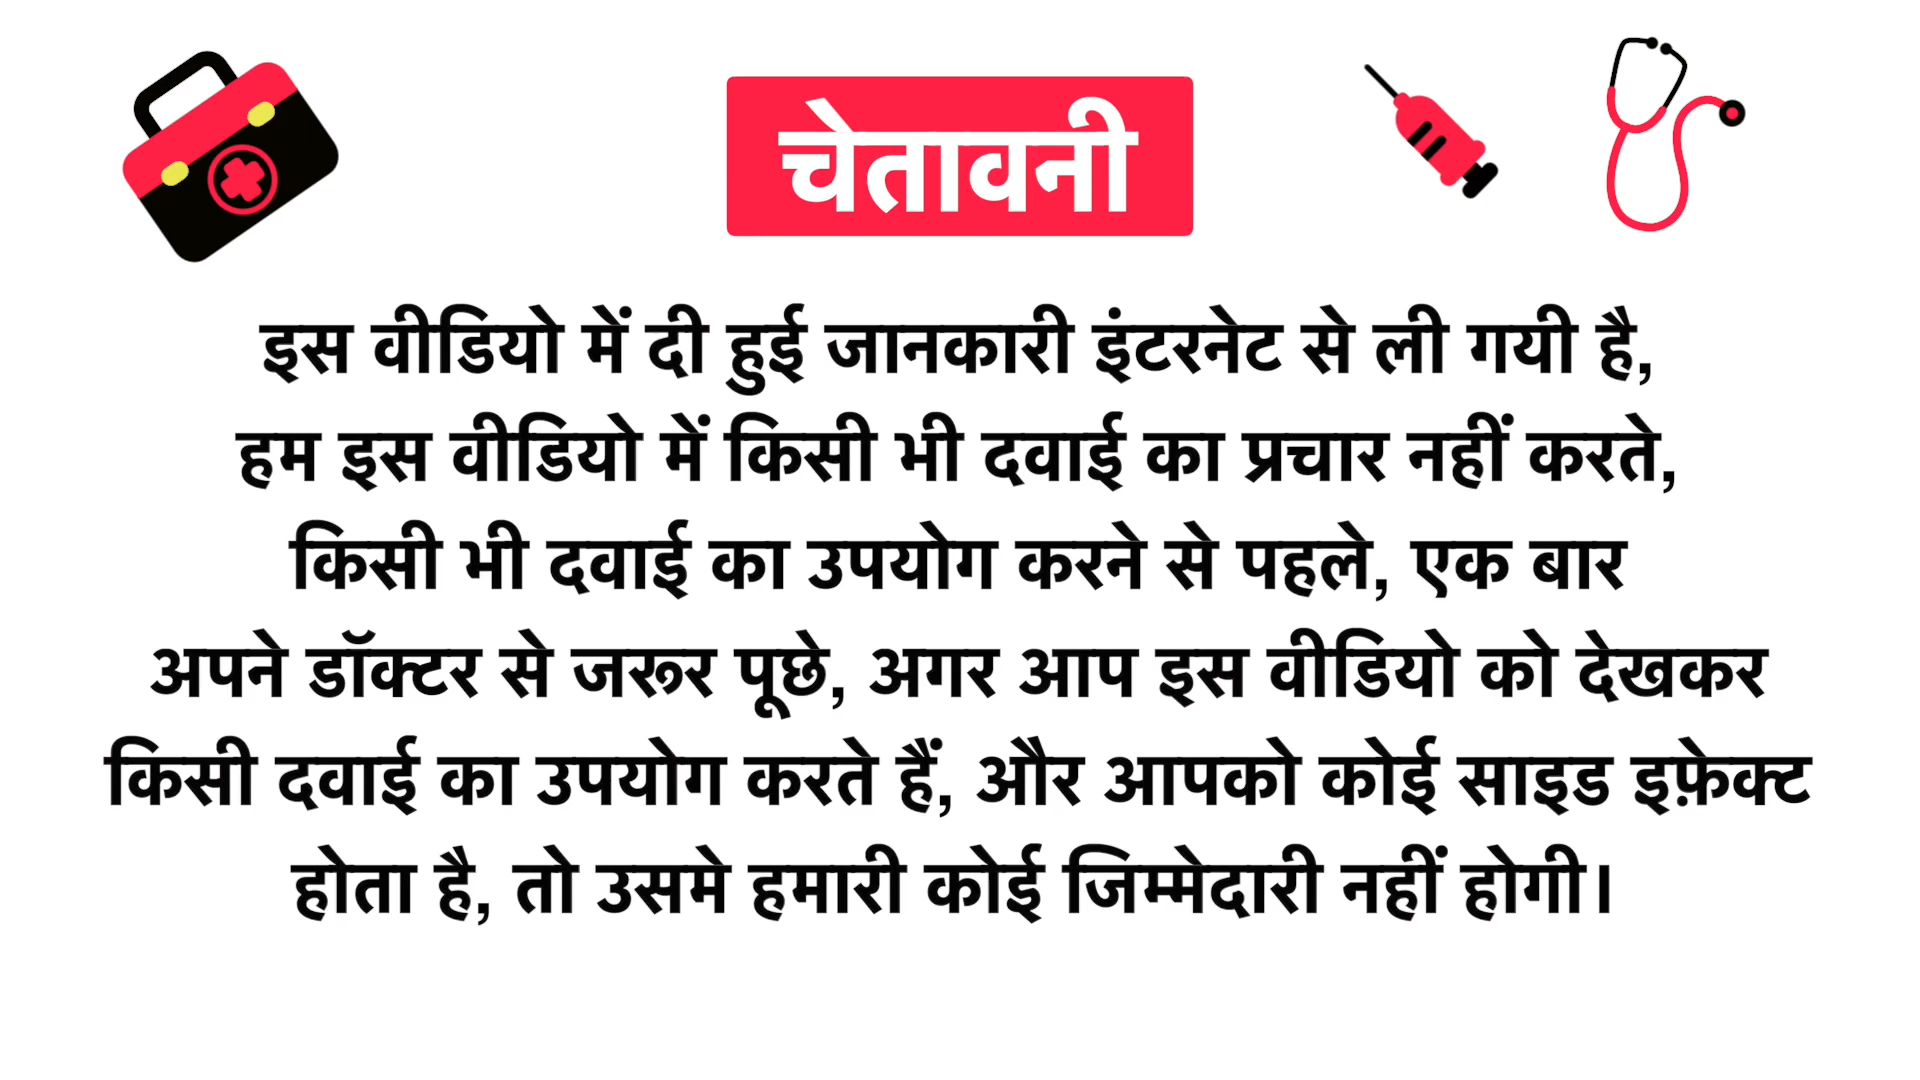 चेतावनी
इस वीडियो में दी हुई जानकारी इंटरनेट से ली गयी है,
हम इस वीडियो में किसी भी दवाई का प्रचार नहीं करते,
किसी भी दवाई का उपयोग करने से पहले, एक बार
अपने डॉक्टर से जरूर पूछे, अगर आप इस वीडियो को देखकर
किसी दवाई का उपयोग करते हैं, और आपको कोई साइड इफ़ेक्ट
होता है, तो उसमे हमारी कोई जिम्मेदारी नहीं होगी।